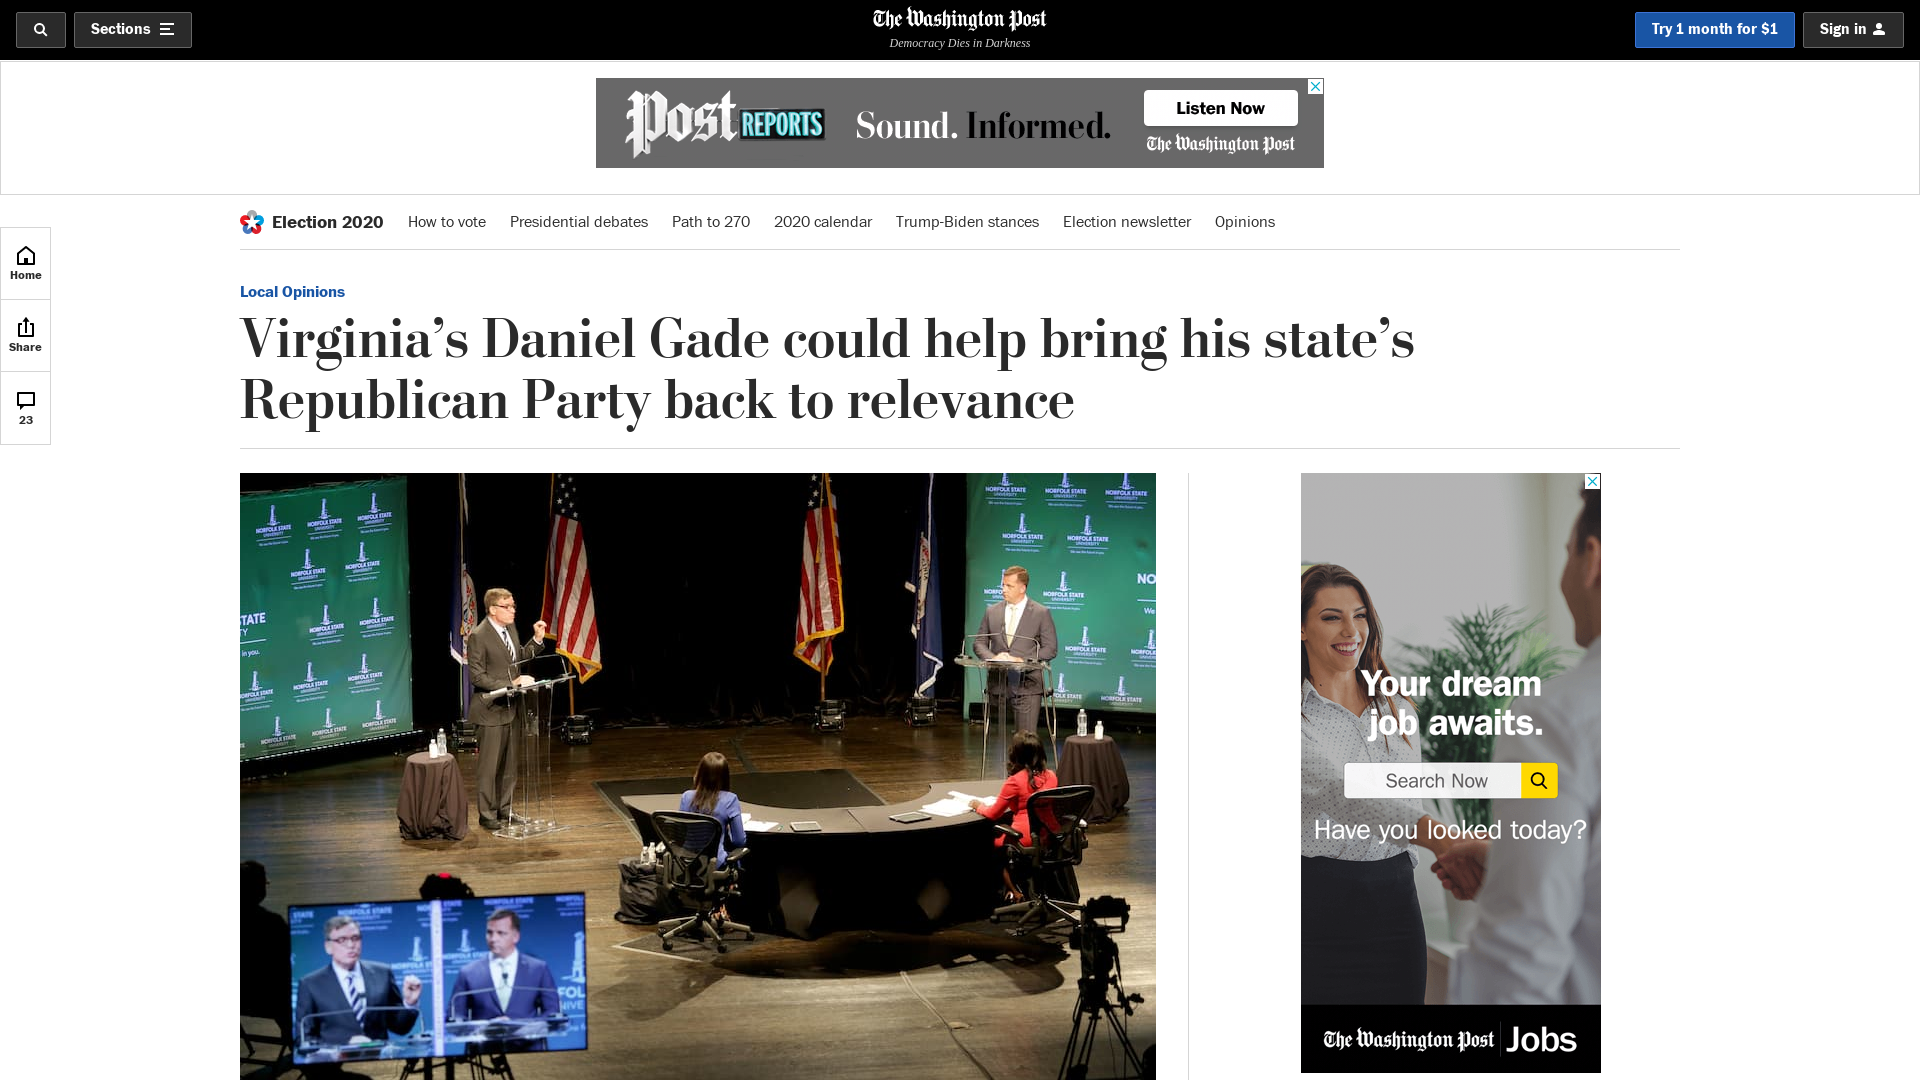 Sections
The Washington Post
Democracy Dies in Darkness
Try 1 month for $1
Sign in
Post REPORTS
Sound. Informed.
Listen Now
The Washington Post
Election 2020
How to vote
Presidential debates
Path to 270
2020 calendar
Trump-Biden stances
Election newsletter
Opinions
Home
Share
23
Local Opinions
Virginia’s Daniel Gade could help bring his state’s
Republican Party back to relevance
NORFOLK STATE
UNIVERSITY
Your dream
job awaits.
Search Now
Have you looked today?
The Washington Post
Jobs